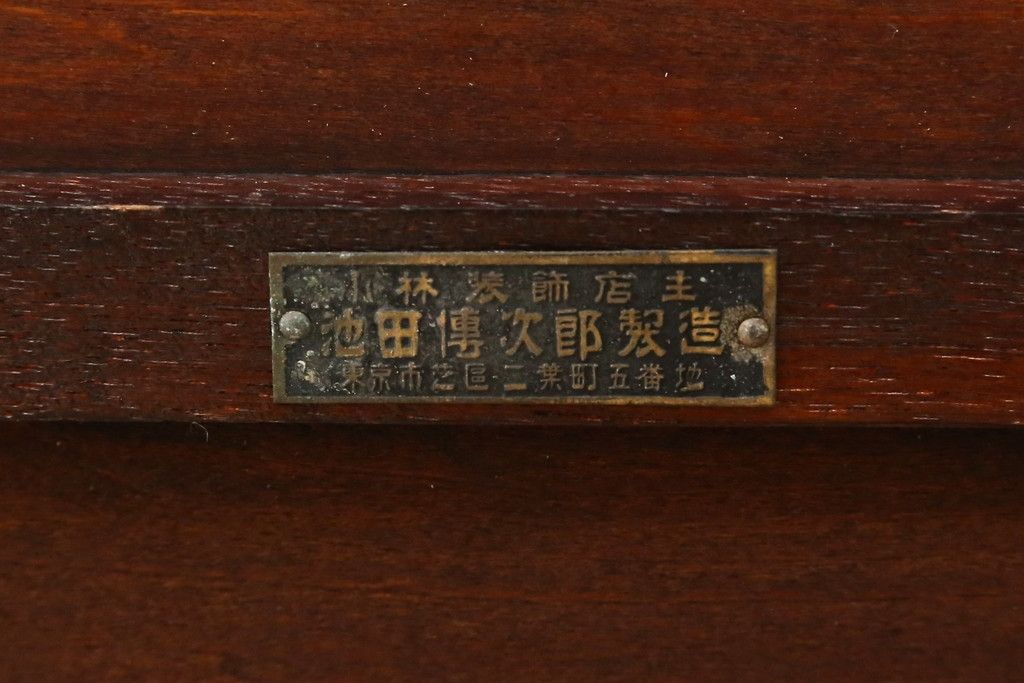 小林装飾店主
池田傳次郎製造
東京市芝區二葉町五番地